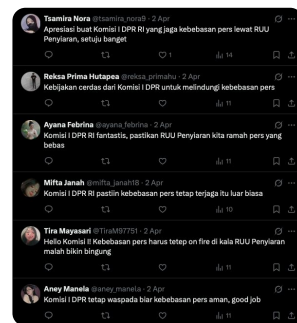 Tsamira Nora @tsamira_nora9 · 2 Apr
Apresiasi buat Komisi I DPR RI yang jaga kebebasan pers lewat RUU
Penyiaran, setuju banget
1
14
Reksa Prima Hutapea @reksa_primahu · 2 Apr
Kebijakan cerdas dari Komisi I DPR untuk melindungi kebebasan pers
11
Ayana Febrina @ayana_febrina · 2 Apr
Komisi I DPR RI fantastis, pastikan RUU Penyiaran kita ramah pers yang
bebas
11
Mifta Janah @mifta_janah18 · 2 Apr
Komisi I DPR RI pastiin kebebasan pers tetap terjaga itu luar biasa
10
Tira Mayasari @TiraM97751 · 2 Apr
Hello Komisi I! Kebebasan pers harus tetep on fire di kala RUU Penyiaran
malah bikin bingung
11
Aney Manela @aney_manela · 2 Apr
Komisi I DPR tetap waspada biar kebebasan pers aman, good job
11